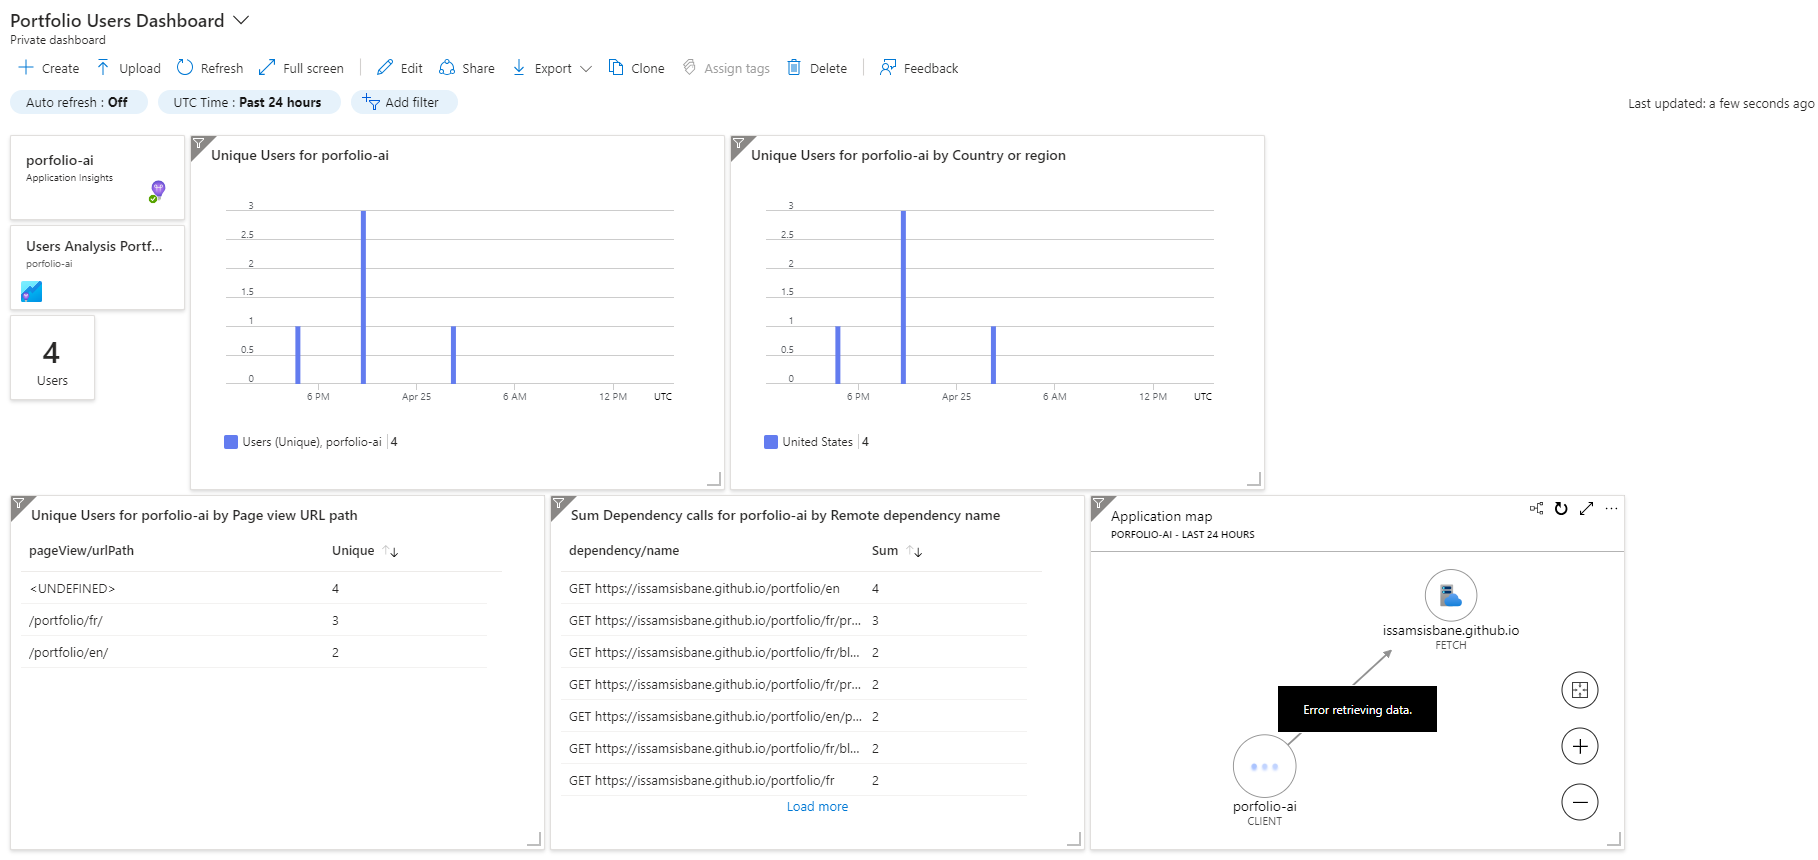 Portfolio Users Dashboard
Private dashboard
Create Upload Refresh Full screen Edit Share Export Clone Assign tags Delete Feedback
Auto refresh : Off UTC Time : Past 24 hours Add filter
Last updated: a few seconds ago
porfolio-ai
Application Insights
Users Analysis Portf...
porfolio-ai
4
Users
Unique Users for porfolio-ai
3
2.5
2
1.5
1
0.5
0
6 PM Apr 25 6 AM 12 PM UTC
Users (Unique), porfolio-ai 4
Unique Users for porfolio-ai by Country or region
3
2.5
2
1.5
1
0.5
0
6 PM Apr 25 6 AM 12 PM UTC
United States 4
Unique Users for porfolio-ai by Page view URL path
pageView/urlPath Unique
<UNDEFINED> 4
/portfolio/fr/ 3
/portfolio/en/ 2
Sum Dependency calls for porfolio-ai by Remote dependency name
dependency/name Sum
GET https://issamsisbane.github.io/portfolio/en 4
GET https://issamsisbane.github.io/portfolio/fr/pr... 3
GET https://issamsisbane.github.io/portfolio/fr/bl... 2
GET https://issamsisbane.github.io/portfolio/fr/pr... 2
GET https://issamsisbane.github.io/portfolio/en/p... 2
GET https://issamsisbane.github.io/portfolio/fr/bl... 2
GET https://issamsisbane.github.io/portfolio/fr 2
Load more
Application map
PORFOLIO-AI - LAST 24 HOURS
issamsisbane.github.io
FETCH
Error retrieving data.
porfolio-ai
CLIENT